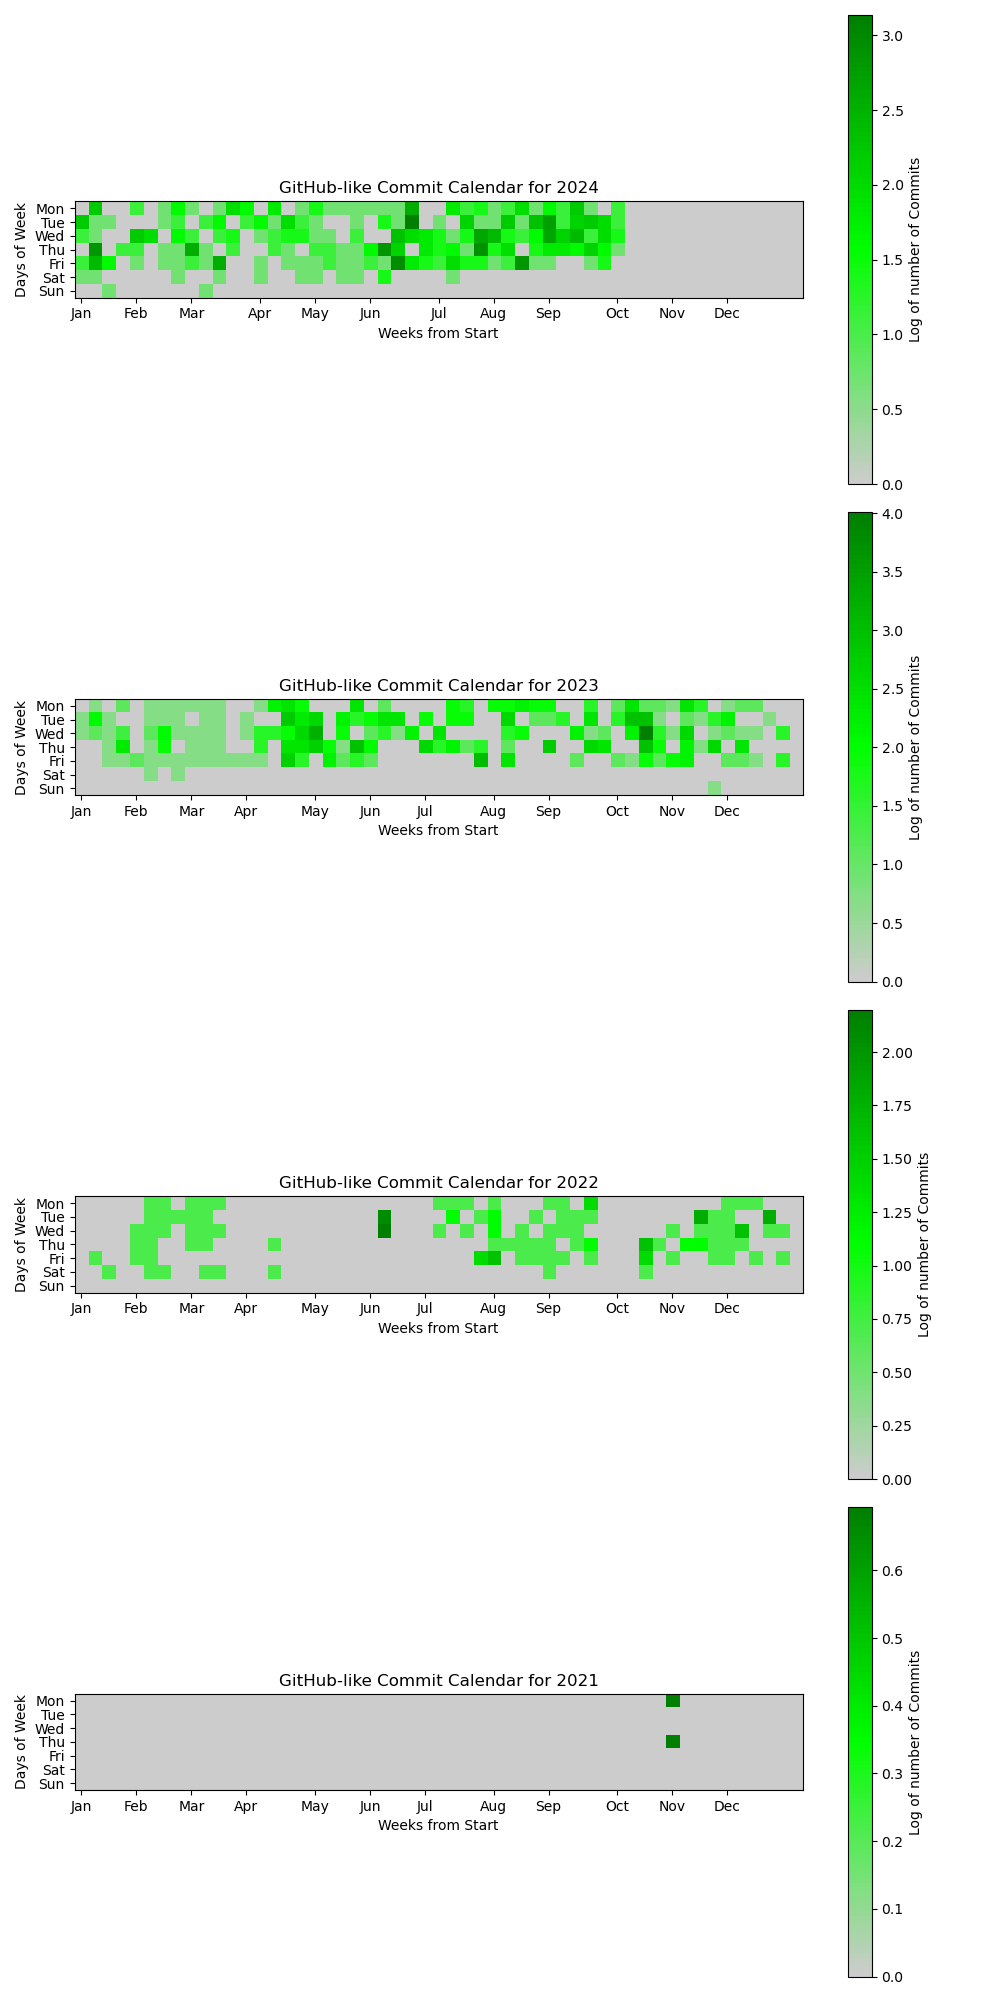 GitHub-like Commit Calendar for 2024
Days of Week
Mon
Tue
Wed
Thu
Fri
Sat
Sun
Jan Feb Mar Apr May Jun Jul Aug Sep Oct Nov Dec
Weeks from Start
3.0
2.5
2.0
1.5
1.0
0.5
0.0
Log of number of Commits
GitHub-like Commit Calendar for 2023
Days of Week
Mon
Tue
Wed
Thu
Fri
Sat
Sun
Jan Feb Mar Apr May Jun Jul Aug Sep Oct Nov Dec
Weeks from Start
4.0
3.5
3.0
2.5
2.0
1.5
1.0
0.5
0.0
Log of number of Commits
GitHub-like Commit Calendar for 2022
Days of Week
Mon
Tue
Wed
Thu
Fri
Sat
Sun
Jan Feb Mar Apr May Jun Jul Aug Sep Oct Nov Dec
Weeks from Start
2.00
1.75
1.50
1.25
1.00
0.75
0.50
0.25
0.00
Log of number of Commits
GitHub-like Commit Calendar for 2021
Days of Week
Mon
Tue
Wed
Thu
Fri
Sat
Sun
Jan Feb Mar Apr May Jun Jul Aug Sep Oct Nov Dec
Weeks from Start
0.6
0.5
0.4
0.3
0.2
0.1
0.0
Log of number of Commits